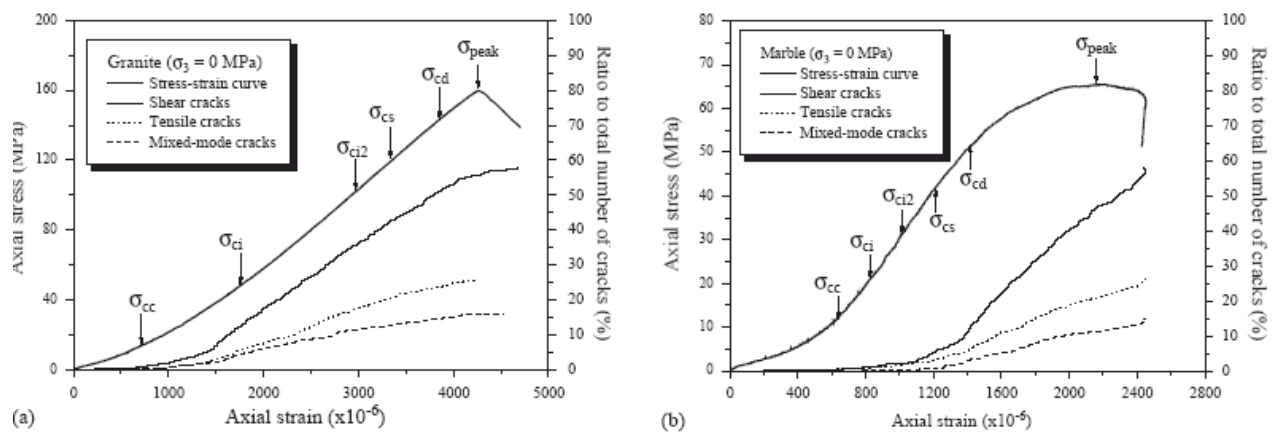 200
160
120
80
40
0
Axial stress (MPa)
Granite (σ3 = 0 MPa)
Stress-strain curve
Shear cracks
Tensile cracks
Mixed-mode cracks
σcc
σci
σci2
σcs
σcd
σpeak
100
90
80
70
60
50
40
30
20
10
0
Ratio to total number of cracks (%)
0 1000 2000 3000 4000 5000
(a) Axial strain (x10-6)
80
70
60
50
40
30
20
10
0
Axial stress (MPa)
Marble (σ3 = 0 MPa)
Stress-strain curve
Shear cracks
Tensile cracks
Mixed-mode cracks
σcc
σci
σci2
σcs
σcd
σpeak
100
90
80
70
60
50
40
30
20
10
0
Ratio to total number of cracks (%)
0 400 800 1200 1600 2000 2400 2800
(b) Axial strain (x10-6)